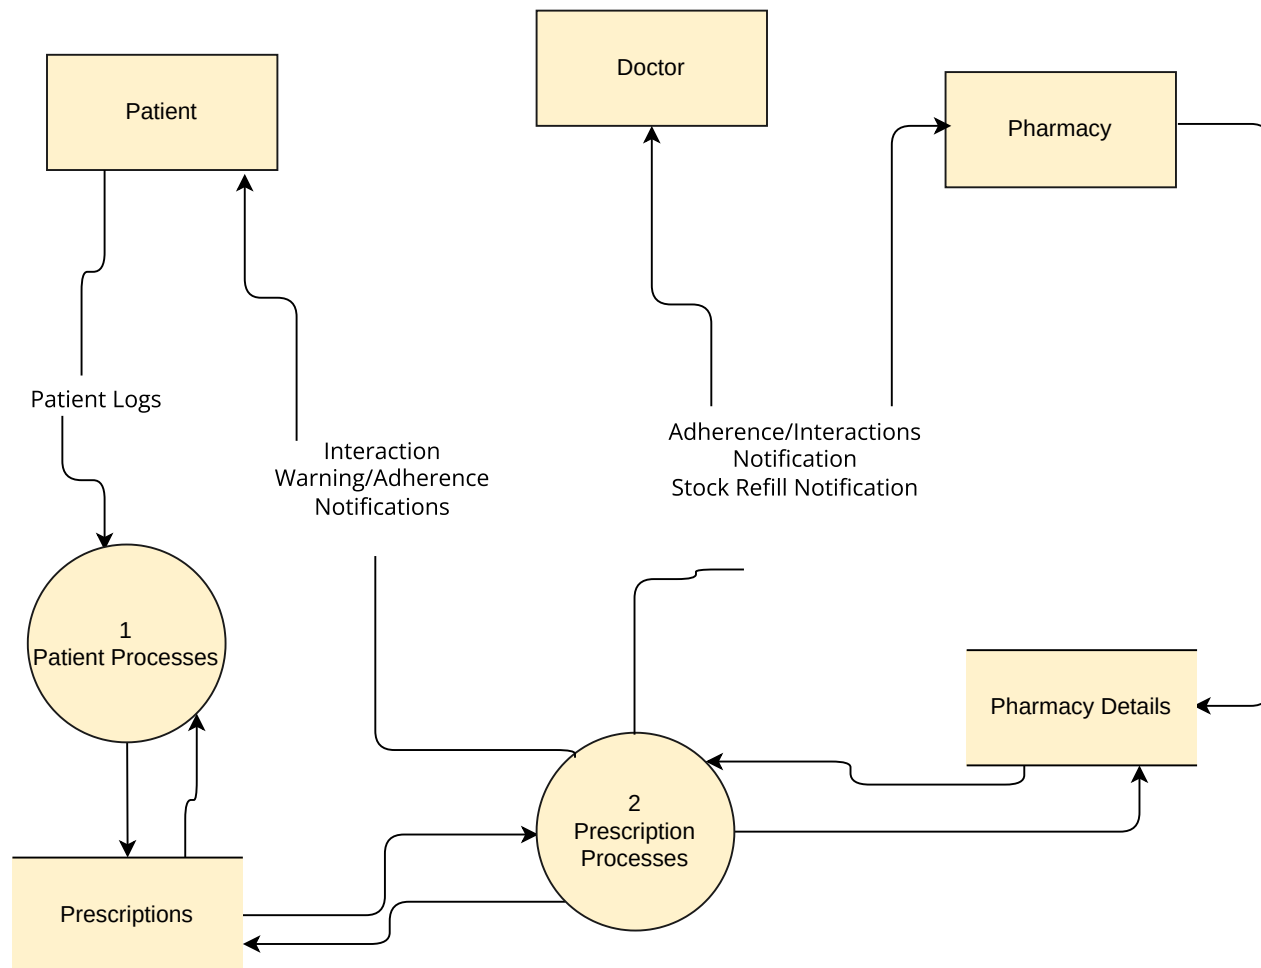 Doctor
Patient
Pharmacy
Patient Logs
Interaction
Warning/Adherence
Notifications
Adherence/Interactions
Notification
Stock Refill Notification
1
Patient Processes
Pharmacy Details
2
Prescription
Processes
Prescriptions